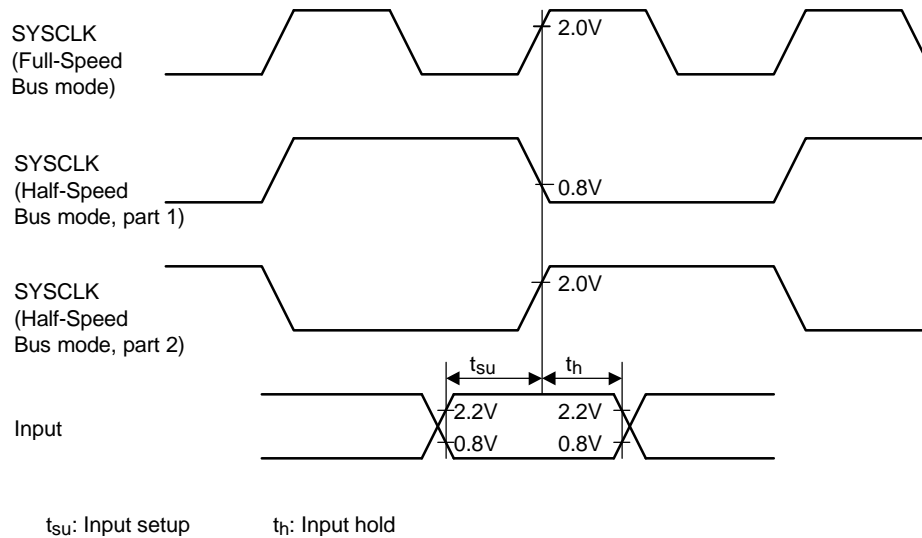 SYSCLK
(Full-Speed
Bus mode)
2.0V
SYSCLK
(Half-Speed
Bus mode, part 1)
0.8V
SYSCLK
(Half-Speed
Bus mode, part 2)
2.0V
tsu th
Input
2.2V 2.2V
0.8V 0.8V
tsu: Input setup th: Input hold